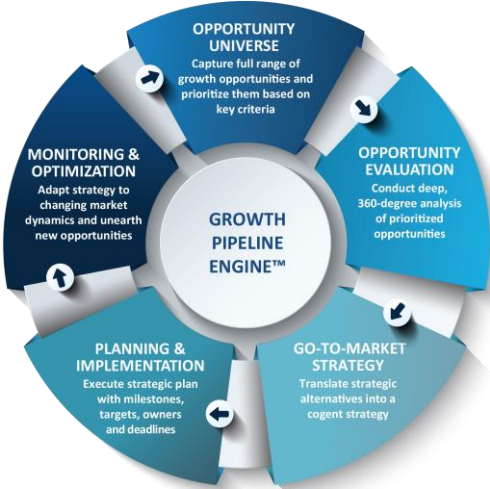 OPPORTUNITY
UNIVERSE
Capture full range of
growth opportunities and
prioritize them based on
key criteria
OPPORTUNITY
EVALUATION
Conduct deep,
360-degree analysis
of prioritized
opportunities
GO-TO-MARKET
STRATEGY
Translate strategic
alternatives into a
cogent strategy
PLANNING &
IMPLEMENTATION
Execute strategic plan
with milestones,
targets, owners
and deadlines
MONITORING &
OPTIMIZATION
Adapt strategy to
changing market
dynamics and unearth
new opportunities
GROWTH
PIPELINE
ENGINE™